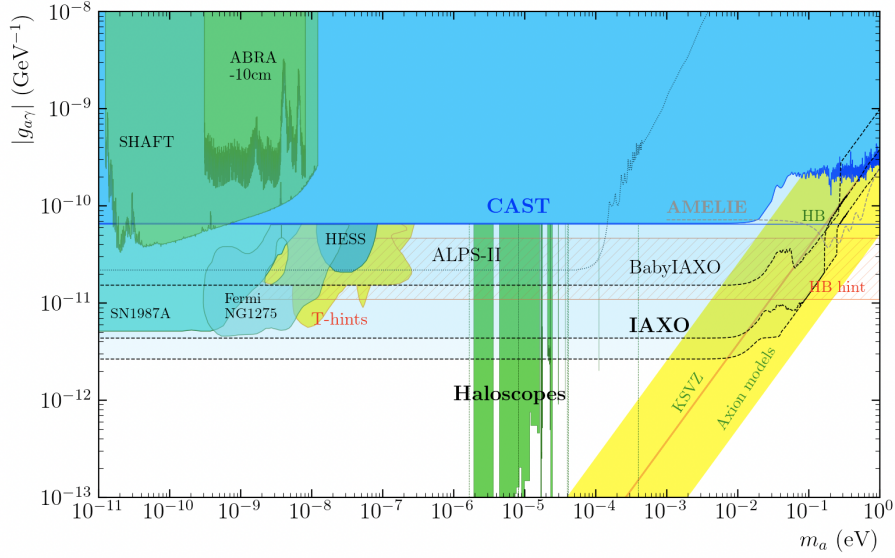 10^{-8}
10^{-9}
10^{-10}
10^{-11}
10^{-12}
10^{-13}
|g_{aγ}| (GeV^{-1})
ABRA
-10cm
SHAFT
CAST
AMELIE
HB
HESS
ALPS-II
BabyIAXO
HB hint
Fermi
NG1275
SN1987A
T-hints
IAXO
Haloscopes
KSVZ
Axion models
10^{-11} 10^{-10} 10^{-9} 10^{-8} 10^{-7} 10^{-6} 10^{-5} 10^{-4} 10^{-3} 10^{-2} 10^{-1} 10^{0}
m_a (eV)